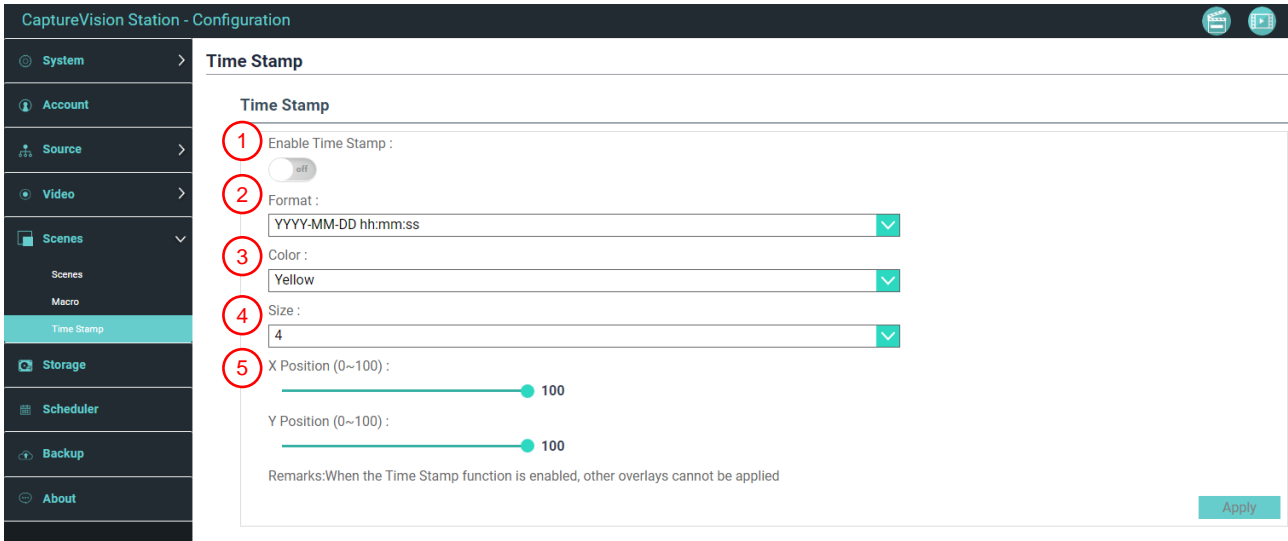 CaptureVision Station - Configuration
System
Account
Source
Video
Scenes
Scenes
Macro
Time Stamp
Storage
Scheduler
Backup
About
Time Stamp
Time Stamp
1
Enable Time Stamp :
off
2
Format :
YYYY-MM-DD hh:mm:ss
3
Color :
Yellow
4
Size :
4
5
X Position (0~100) :
100
Y Position (0~100) :
100
Remarks:When the Time Stamp function is enabled, other overlays cannot be applied
Apply